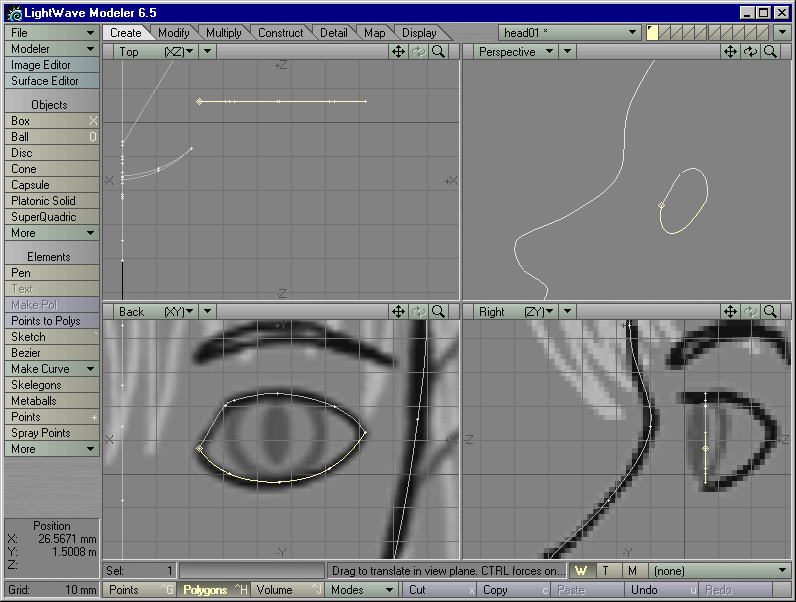 LightWave Modeler 6.5
File
Modeler
Image Editor
Surface Editor
Objects
Box X
Ball O
Disc
Cone
Capsule
Platonic Solid
SuperQuadric
More
Elements
Pen
Text
Make Pol
Points to Polys
Sketch `
Bezier
Make Curve
Skelegons
Metaballs
Points +
Spray Points
More
Position
X: 26.5671 mm
Y: 1.5008 m
Z:
Grid: 10 mm
Create Modify Multiply Construct Detail Map Display head01 *
Top (XZ)
+Z
-X +X
-Z
Perspective
Back (XY)
+Y
X
-Y
Right (ZY)
+Y
-Z +Z
-Y
Sel: 1 Drag to translate in view plane. CTRL forces on... W T M (none)
Points ^G Polygons ^H Volume ^J Modes Cut x Copy c Paste v Undo u Redo